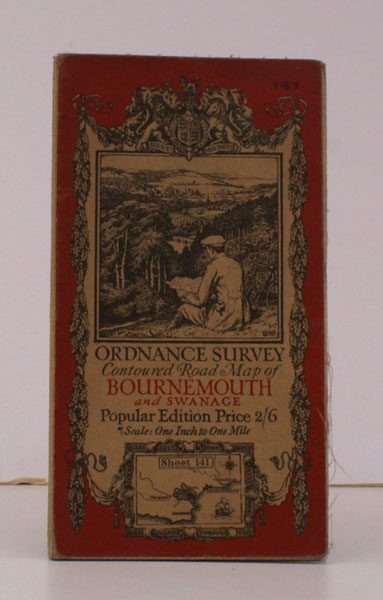 141
ORDNANCE SURVEY
Contoured Road Map of
BOURNEMOUTH
and SWANAGE
Popular Edition Price 2/6
Scale: One Inch to One Mile
Sheet 141